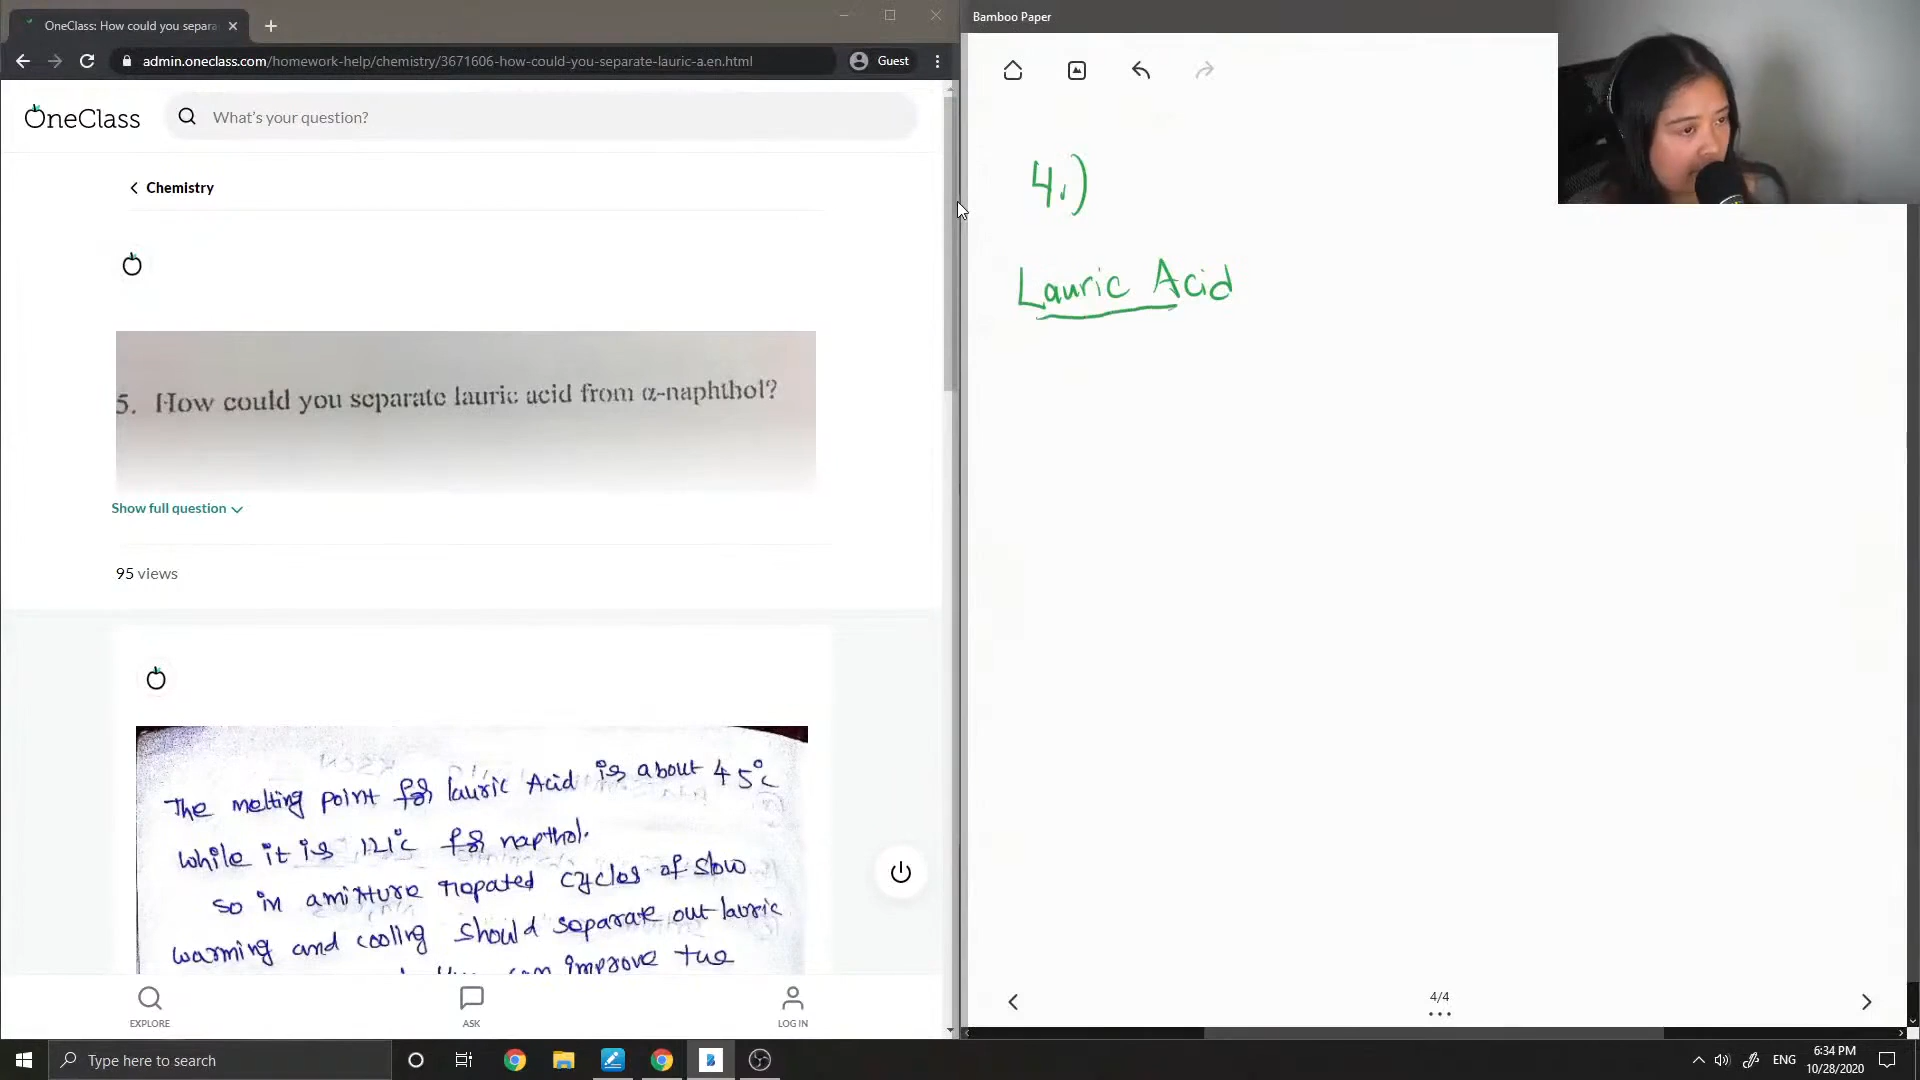 OneClass: How could you separa
Bamboo Paper
admin.oneclass.com/homework-help/chemistry/3671606-how-could-you-separate-lauric-a.en.html
Guest
OneClass
What's your question?
Chemistry
5. How could you separate lauric acid from α-naphthol?
Show full question
95 views
The melting point for lauric Acid is about 45°c
while it is 121°c for napthol.
so in a mixture repated cycles of slow
warming and cooling should separate out lauric
can improve the
EXPLORE
ASK
LOG IN
4.)
Lauric Acid
4/4
Type here to search
ENG
6:34 PM
10/28/2020